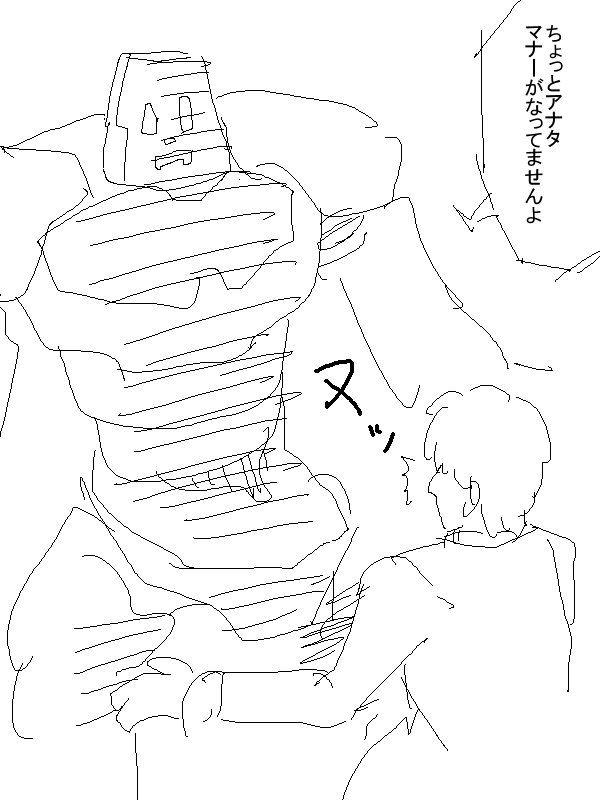 ちょっとアナタ
マナーがなってませんよ
ヌッ